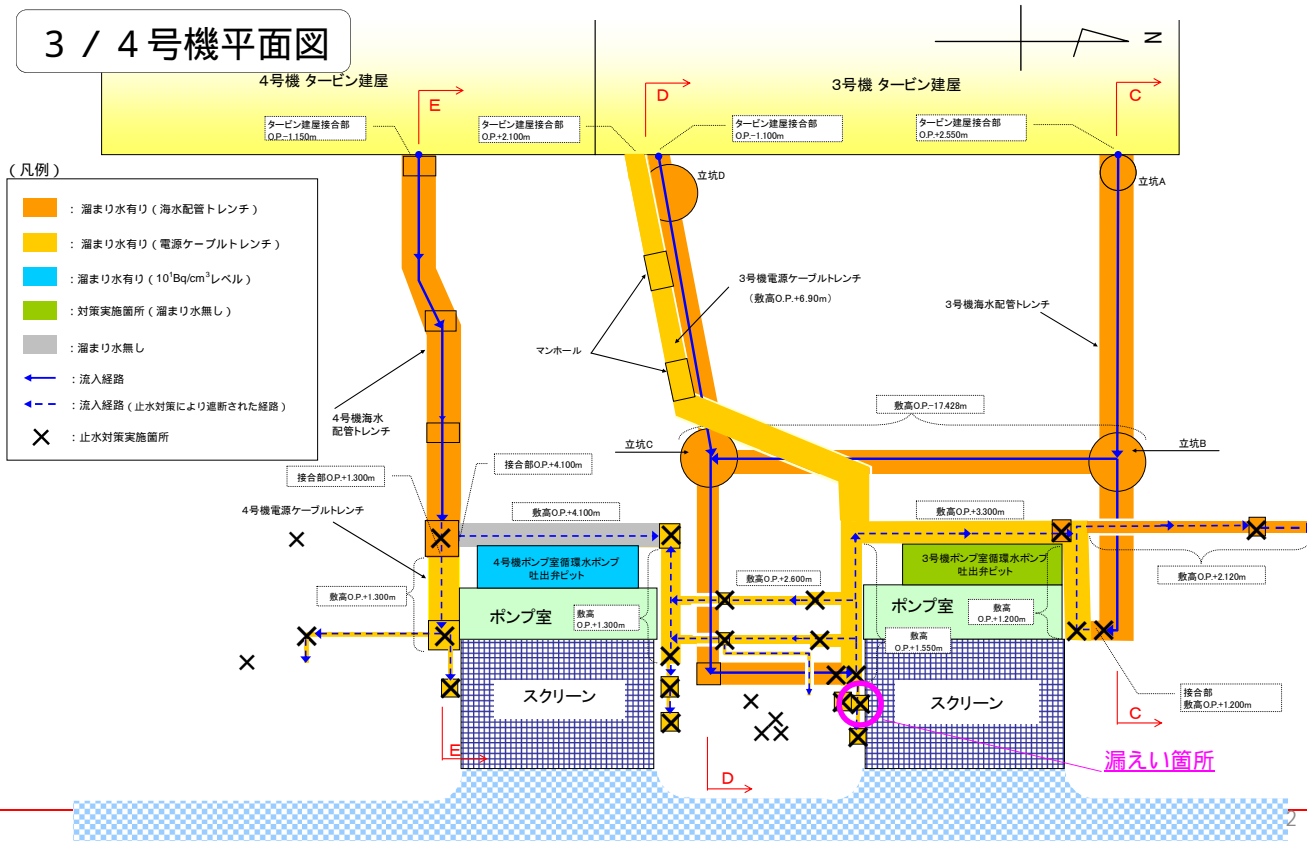 3 / 4号機平面図
N
4号機 タービン建屋
3号機 タービン建屋
E
D
C
タービン建屋接合部
O.P.-1.150m
タービン建屋接合部
O.P.+2.100m
タービン建屋接合部
O.P.-1.100m
タービン建屋接合部
O.P.+2.550m
(凡例)
: 溜まり水有り(海水配管トレンチ)
: 溜まり水有り(電源ケーブルトレンチ)
: 溜まり水有り(10¹Bq/cm³レベル)
: 対策実施箇所(溜まり水無し)
: 溜まり水無し
: 流入経路
: 流入経路(止水対策により遮断された経路)
: 止水対策実施箇所
立坑D
立坑A
3号機電源ケーブルトレンチ
(敷高O.P.+6.90m)
3号機海水配管トレンチ
マンホール
4号機海水
配管トレンチ
敷高O.P.-17.428m
立坑C
立坑B
接合部O.P.+4.100m
接合部O.P.+1.300m
4号機電源ケーブルトレンチ
敷高O.P.+4.100m
敷高O.P.+3.300m
4号機ポンプ室循環水ポンプ
吐出弁ピット
3号機ポンプ室循環水ポンプ
吐出弁ピット
敷高O.P.+2.600m
敷高O.P.+2.120m
敷高O.P.+1.300m
ポンプ室
敷高
O.P.+1.300m
ポンプ室
敷高
O.P.+1.200m
敷高
O.P.+1.550m
スクリーン
スクリーン
接合部
敷高O.P.+1.200m
C
E
D
漏えい箇所
2